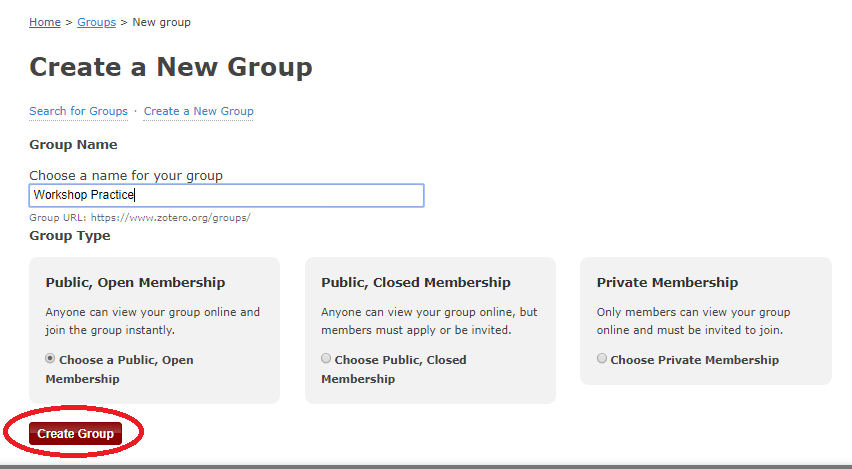 Home > Groups > New group
Create a New Group
Search for Groups · Create a New Group
Group Name
Choose a name for your group
Workshop Practice
Group URL: https://www.zotero.org/groups/
Group Type
Public, Open Membership
Anyone can view your group online and
join the group instantly.
Choose a Public, Open
Membership
Public, Closed Membership
Anyone can view your group online, but
members must apply or be invited.
Choose Public, Closed
Membership
Private Membership
Only members can view your group
online and must be invited to join.
Choose Private Membership
Create Group